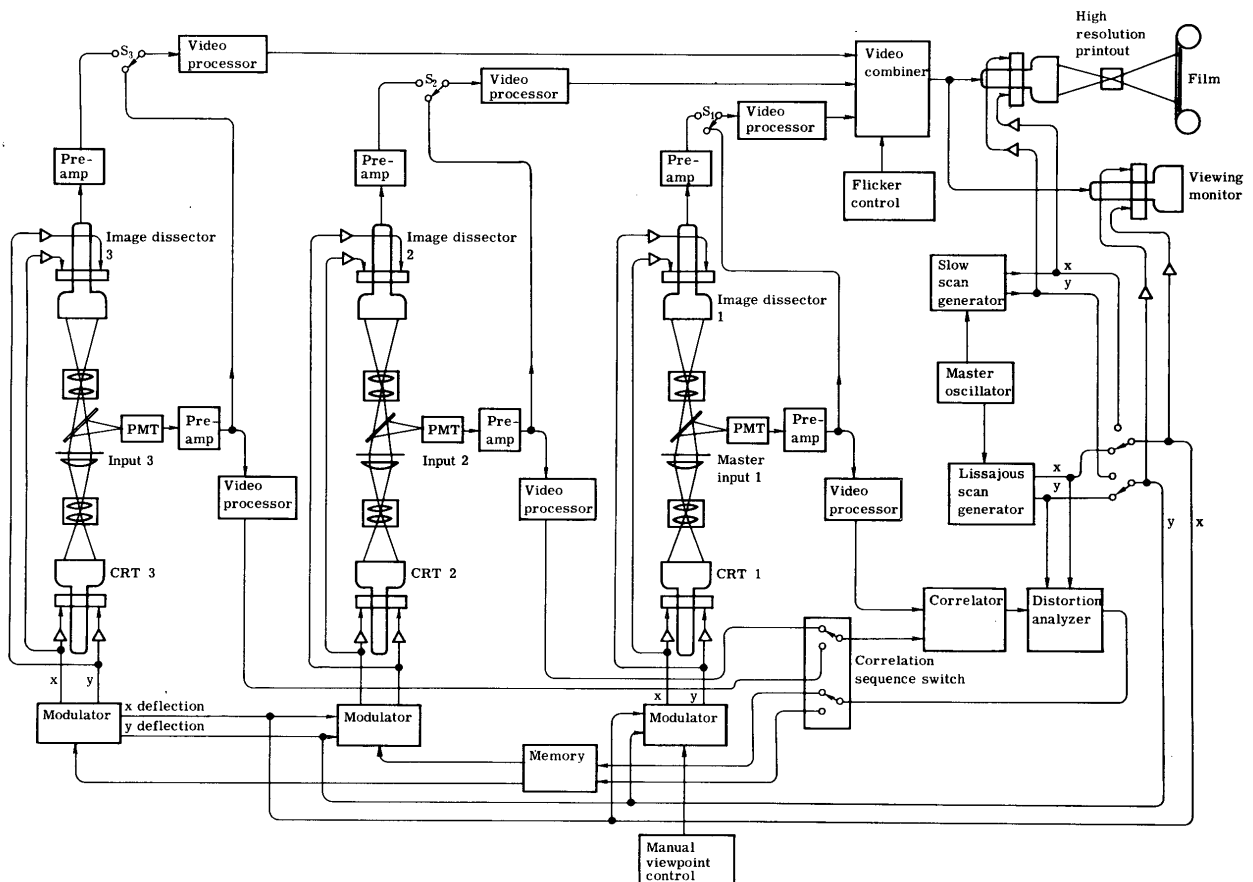 High
resolution
printout
Film
S3
Video
processor
S2
Video
processor
S1
Video
processor
Video
combiner
Flicker
control
Viewing
monitor
Pre-
amp
Pre-
amp
Pre-
amp
Image dissector
3
Image dissector
2
Image dissector
1
Slow
scan
generator
x
y
Master
oscillator
Lissajous
scan
generator
x
y
y
x
PMT
Pre-
amp
PMT
Pre-
amp
PMT
Pre-
amp
Input 3
Input 2
Master
input 1
Video
processor
Video
processor
Video
processor
CRT 3
CRT 2
CRT 1
Correlator
Distortion
analyzer
Correlation
sequence switch
x
y
x
y
Modulator
x deflection
y deflection
Modulator
Modulator
Memory
Manual
viewpoint
control